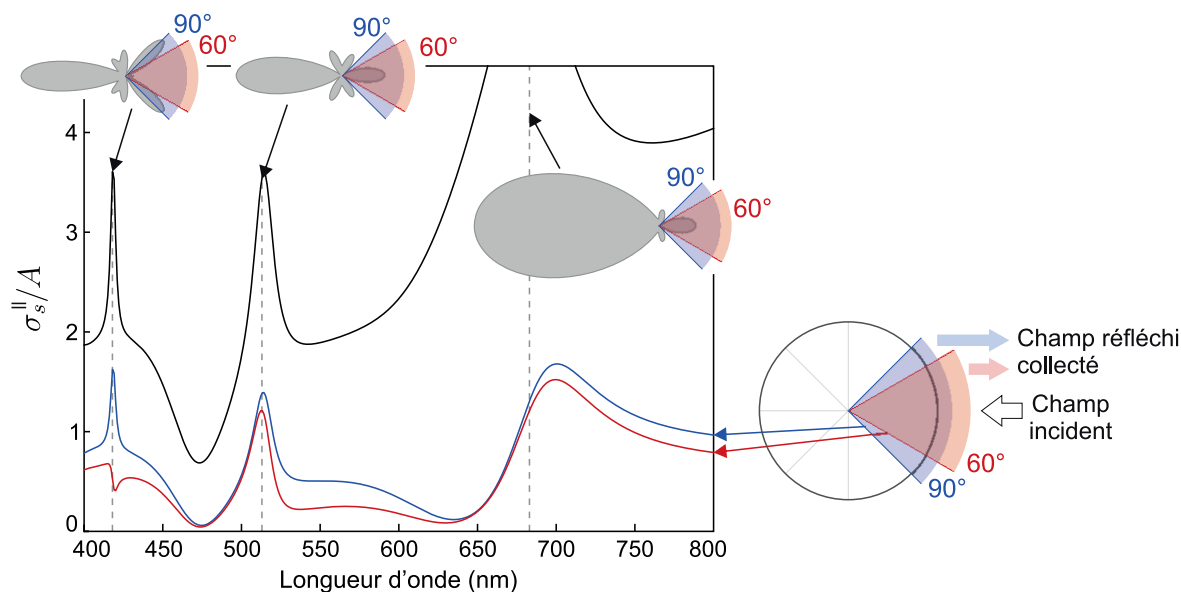 90°
60°
90°
60°
4
3
2
1
0
σ_s^||/A
90°
60°
400 450 500 550 600 650 700 750 800
Longueur d'onde (nm)
Champ réfléchi
collecté
Champ
incident
60°
90°